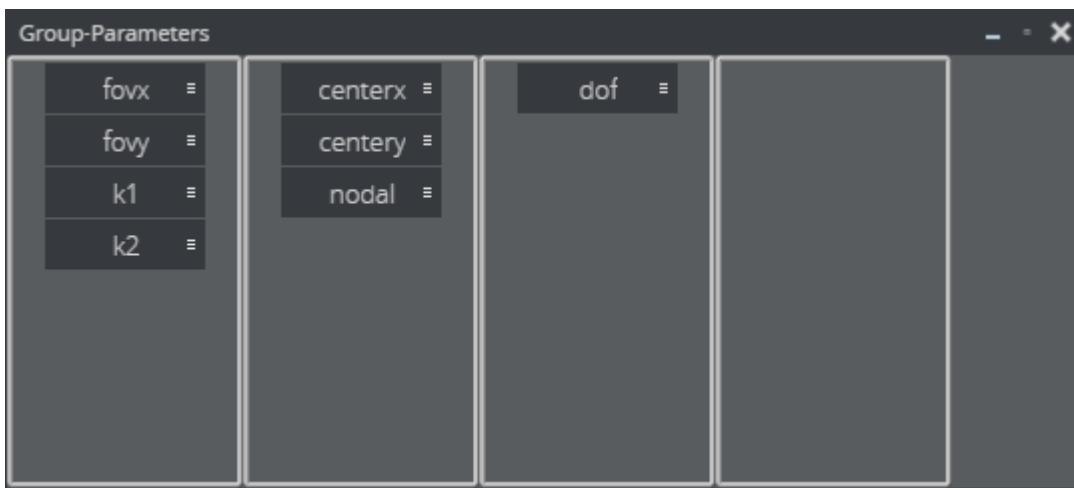 Group-Parameters
fovx
fovy
k1
k2
centerx
centery
nodal
dof